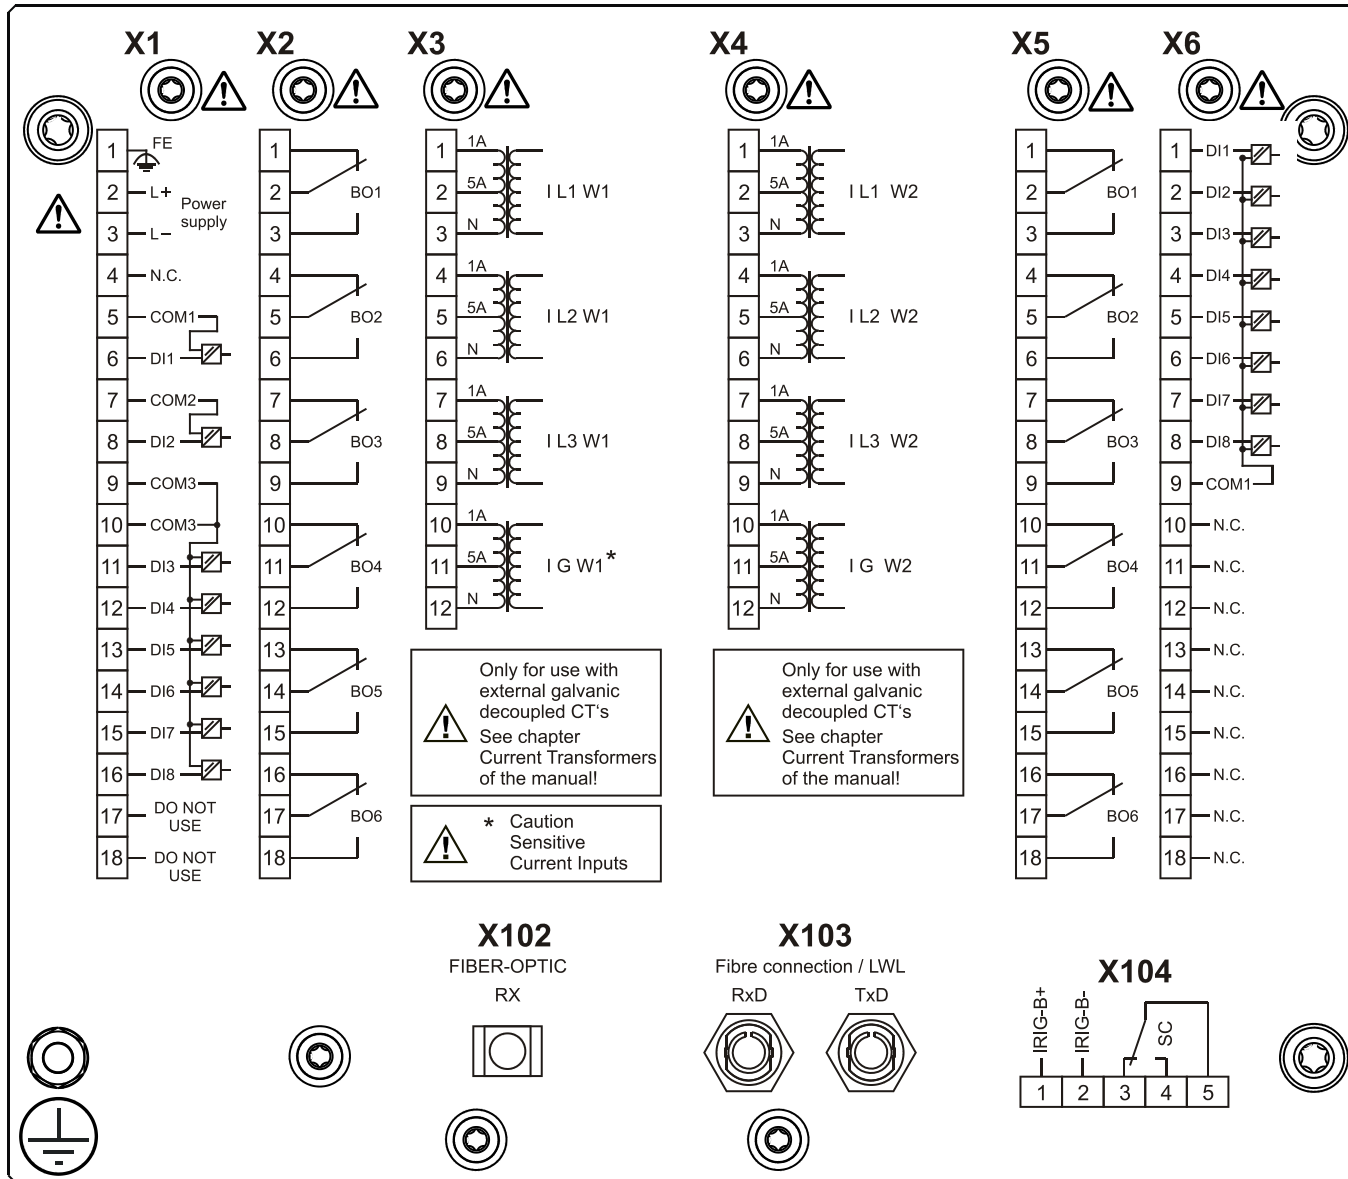 X1
1 FE
2 L+ Power
supply
3 L−
4 N.C.
5 COM1
6 DI1
7 COM2
8 DI2
9 COM3
10 COM3
11 DI3
12 DI4
13 DI5
14 DI6
15 DI7
16 DI8
17 DO NOT
USE
18 DO NOT
USE
X2
1
2 BO1
3
4
5 BO2
6
7
8 BO3
9
10
11 BO4
12
13
14 BO5
15
16
17 BO6
18
X3
1 1A
2 5A I L1 W1
3 N
4 1A
5 5A I L2 W1
6 N
7 1A
8 5A I L3 W1
9 N
10 1A
11 5A I G W1*
12 N
Only for use with
external galvanic
decoupled CT‘s
See chapter
Current Transformers
of the manual!
* Caution
Sensitive
Current Inputs
X4
1 1A
2 5A I L1 W2
3 N
4 1A
5 5A I L2 W2
6 N
7 1A
8 5A I L3 W2
9 N
10 1A
11 5A I G W2
12 N
Only for use with
external galvanic
decoupled CT‘s
See chapter
Current Transformers
of the manual!
X5
1
2 BO1
3
4
5 BO2
6
7
8 BO3
9
10
11 BO4
12
13
14 BO5
15
16
17 BO6
18
X6
1 DI1
2 DI2
3 DI3
4 DI4
5 DI5
6 DI6
7 DI7
8 DI8
9 COM1
10 N.C.
11 N.C.
12 N.C.
13 N.C.
14 N.C.
15 N.C.
16 N.C.
17 N.C.
18 N.C.
X102
FIBER-OPTIC
RX
X103
Fibre connection / LWL
RxD TxD
X104
IRIG-B+
IRIG-B-
SC
1 2 3 4 5